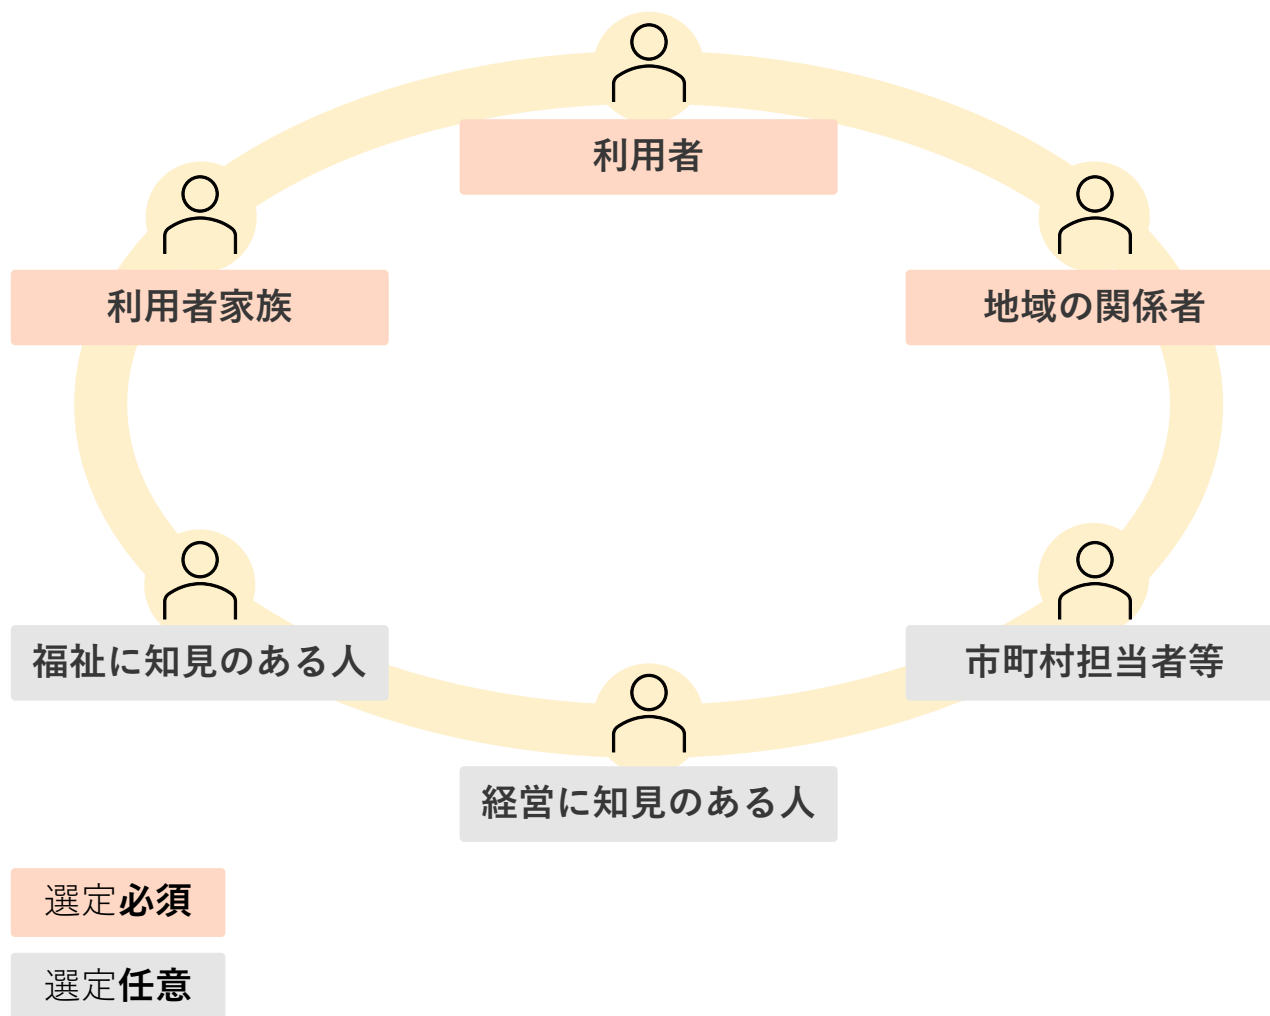 利用者
利用者家族
地域の関係者
福祉に知見のある人
市町村担当者等
経営に知見のある人
選定必須
選定任意